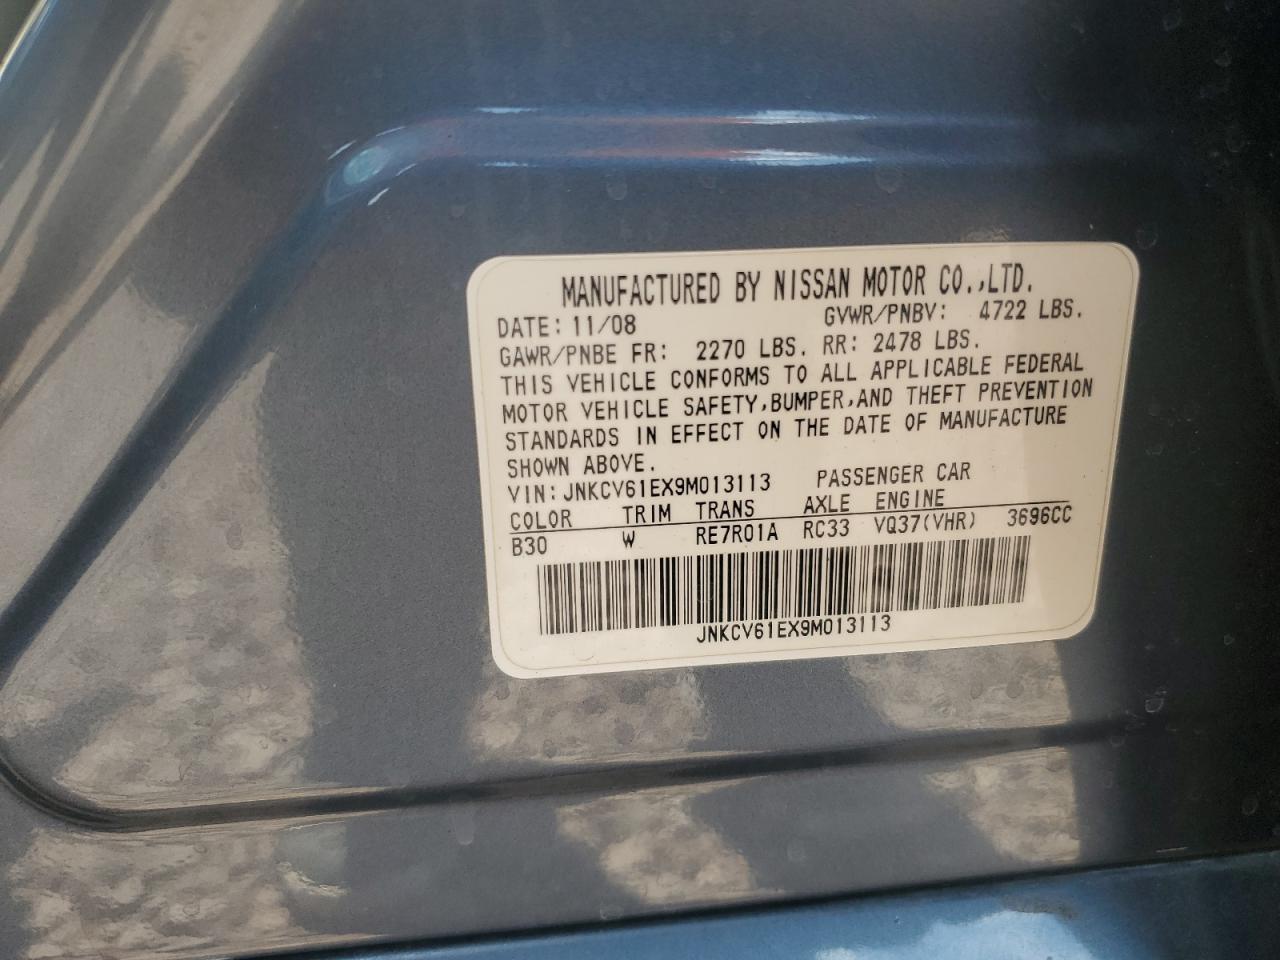 MANUFACTURED BY NISSAN MOTOR CO.,LTD.
DATE: 11/08 GVWR/PNBV: 4722 LBS.
GAWR/PNBE FR: 2270 LBS. RR: 2478 LBS.
THIS VEHICLE CONFORMS TO ALL APPLICABLE FEDERAL
MOTOR VEHICLE SAFETY,BUMPER,AND THEFT PREVENTION
STANDARDS IN EFFECT ON THE DATE OF MANUFACTURE
SHOWN ABOVE.
VIN: JNKCV61EX9M013113 PASSENGER CAR
COLOR TRIM TRANS AXLE ENGINE
B30 W RE7R01A RC33 VQ37(VHR) 3696CC
JNKCV61EX9M013113